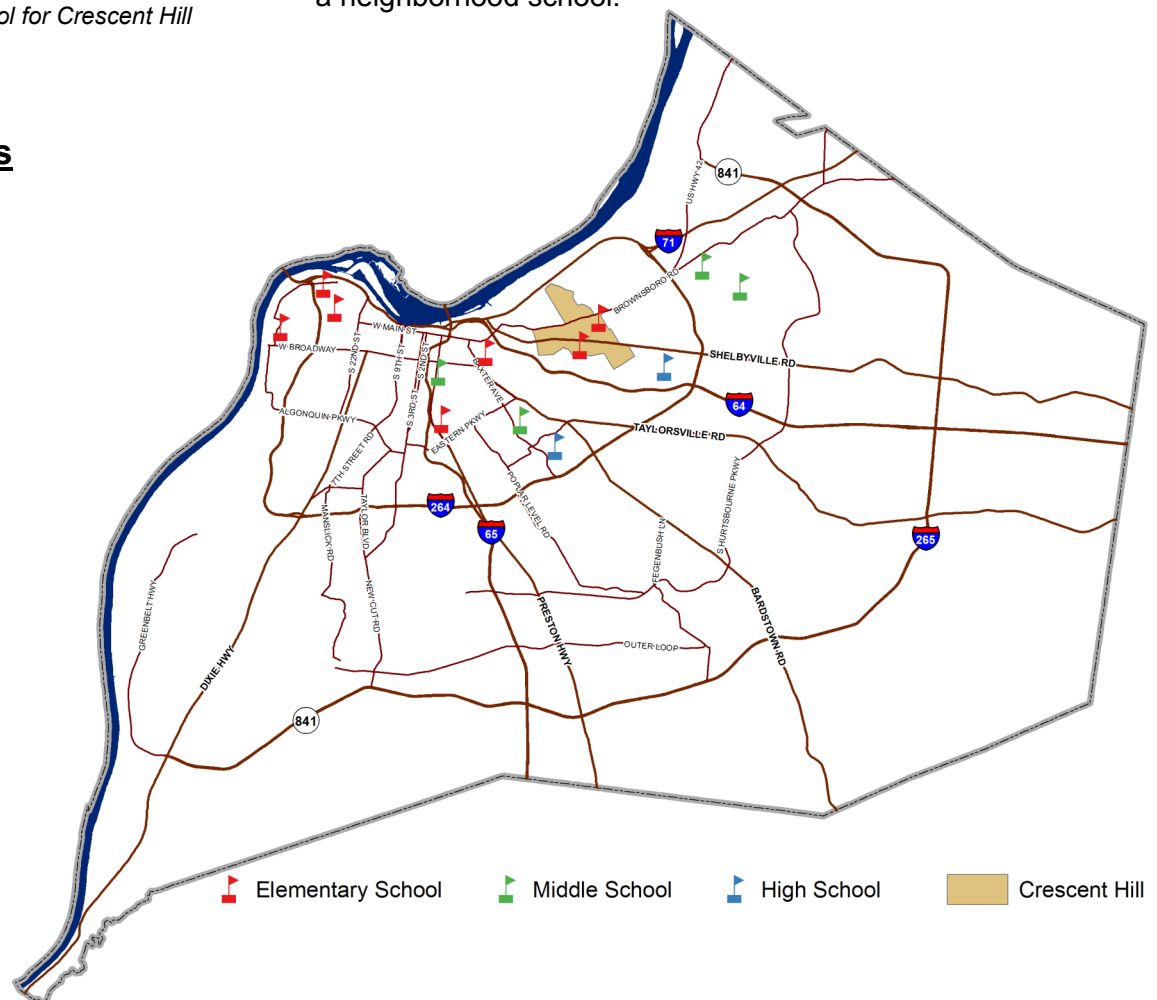 ol for Crescent Hill
a neighborhood school.
s
US HWY 42
841
71
BROWNSBORO RD
W MAIN ST
W BROADWAY
S 22ND ST
S 9TH ST
S 2ND ST
S 3RD ST
BAXTER AVE
SHELBYVILLE RD
64
ALGONQUIN PKWY
EASTERN PKWY
TAYLORSVILLE RD
7TH STREET RD
POPLAR LEVEL RD
S HURTSBOURNE PKWY
264
65
265
MANSLICK RD
TAYLOR BLVD
FEGENBUSH LN
GREENBELT HWY
NEW CUT RD
PRESTON HWY
BARDSTOWN RD
OUTER LOOP
DIXIE HWY
841
Elementary School
Middle School
High School
Crescent Hill